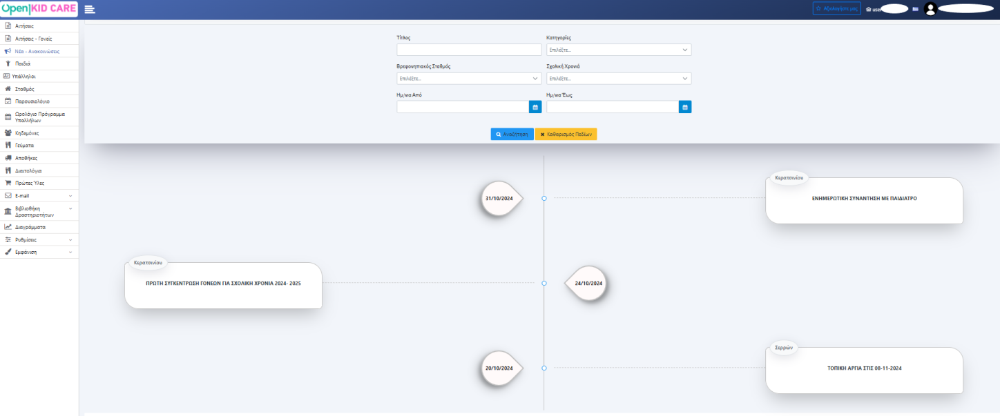 Open|KID CARE
Αξιολογήστε μας
user
Αιτήσεις
Αιτήσεις - Γονείς
Νέα - Ανακοινώσεις
Παιδιά
Υπάλληλοι
Σταθμός
Παρουσιολόγιο
Ωρολόγιο Πρόγραμμα
Υπαλλήλων
Κηδεμόνες
Γεύματα
Αποθήκες
Διαιτολόγια
Πρώτες Ύλες
E-mail
Βιβλιοθήκη
Δραστηριοτήτων
Διαγράμματα
Ρυθμίσεις
Εμφάνιση
Τίτλος
Κατηγορίες
Επιλέξτε...
Βρεφονηπιακός Σταθμός
Σχολική Χρονιά
Επιλέξτε...
Επιλέξτε...
Ημ/νια Από
Ημ/νια Έως
Αναζήτηση
Καθαρισμός Πεδίων
31/10/2024
Κερατσινίου
ΕΝΗΜΕΡΩΤΙΚΗ ΣΥΝΑΝΤΗΣΗ ΜΕ ΠΑΙΔΙΑΤΡΟ
Κερατσινίου
ΠΡΩΤΗ ΣΥΓΚΕΝΤΡΩΣΗ ΓΟΝΕΩΝ ΓΙΑ ΣΧΟΛΙΚΗ ΧΡΟΝΙΑ 2024- 2025
24/10/2024
20/10/2024
Σερρών
ΤΟΠΙΚΗ ΑΡΓΙΑ ΣΤΙΣ 08-11-2024